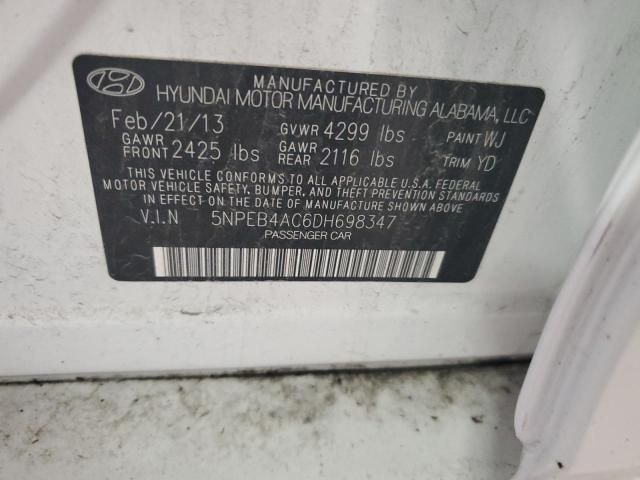 MANUFACTURED BY
HYUNDAI MOTOR MANUFACTURING ALABAMA, LLC
Feb/21/13 GVWR 4299 lbs PAINT WJ
GAWR FRONT 2425 lbs GAWR REAR 2116 lbs TRIM YD
THIS VEHICLE CONFORMS TO ALL APPLICABLE U.S.A. FEDERAL
MOTOR VEHICLE SAFETY, BUMPER, AND THEFT PREVENTION STANDARDS
IN EFFECT ON THE DATE OF MANUFACTURE SHOWN ABOVE.
V.I.N 5NPEB4AC6DH698347
PASSENGER CAR